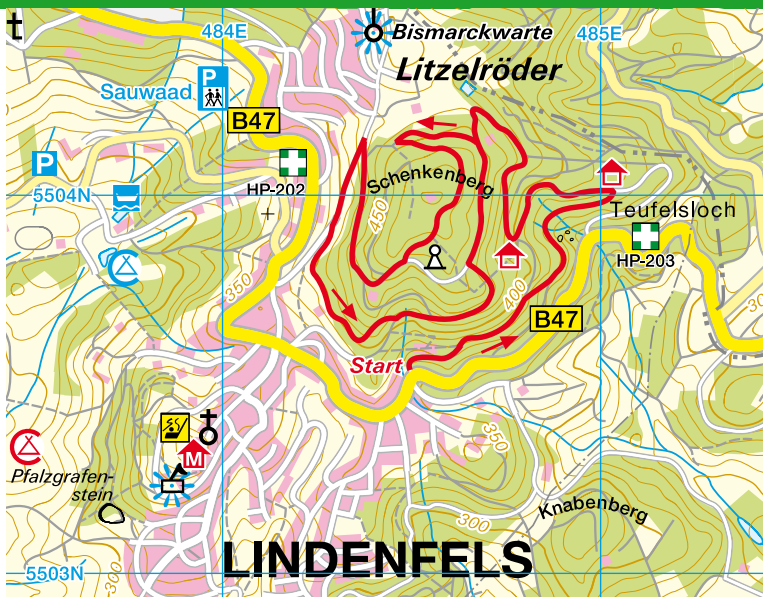 t
484E
Bismarckwarte
485E
Litzelröder
P
Sauwaad
B47
P
HP-202
5504N
Schenkenberg
450
Teufelsloch
HP-203
350
400
B47
Start
M
350
Pfalzgrafen-
stein
300
Knabenberg
LINDENFELS
5503N
300
30